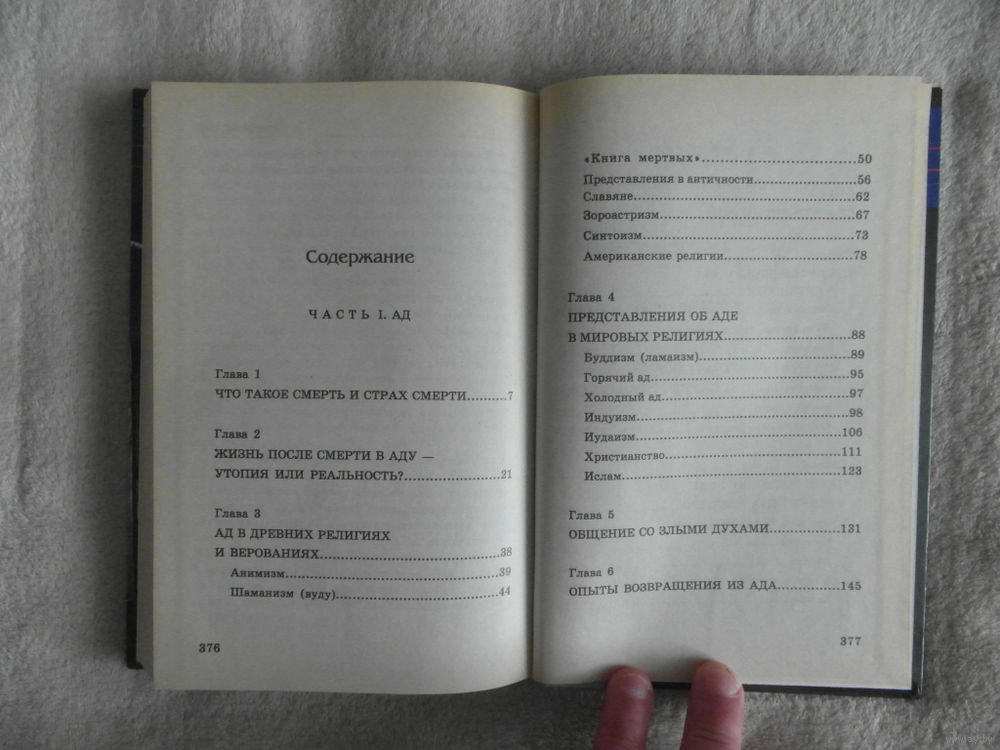 Содержание
ЧАСТЬ I. АД
Глава 1
ЧТО ТАКОЕ СМЕРТЬ И СТРАХ СМЕРТИ.........7
Глава 2
ЖИЗНЬ ПОСЛЕ СМЕРТИ В АДУ —
УТОПИЯ ИЛИ РЕАЛЬНОСТЬ?.....................21
Глава 3
АД В ДРЕВНИХ РЕЛИГИЯХ
И ВЕРОВАНИЯХ.......................................38
Анимизм..............................................39
Шаманизм (вуду)...................................44
376
«Книга мертвых»..................................50
Представления в античности.....................56
Славяне................................................62
Зороастризм..........................................67
Синтоизм..............................................73
Американские религии............................78
Глава 4
ПРЕДСТАВЛЕНИЯ ОБ АДЕ
В МИРОВЫХ РЕЛИГИЯХ............................88
Буддизм (ламаизм).................................89
Горячий ад............................................95
Холодный ад..........................................97
Индуизм...............................................98
Иудаизм..............................................106
Христианство.......................................111
Ислам.................................................123
Глава 5
ОБЩЕНИЕ СО ЗЛЫМИ ДУХАМИ................131
Глава 6
ОПЫТЫ ВОЗВРАЩЕНИЯ ИЗ АДА..............145
377